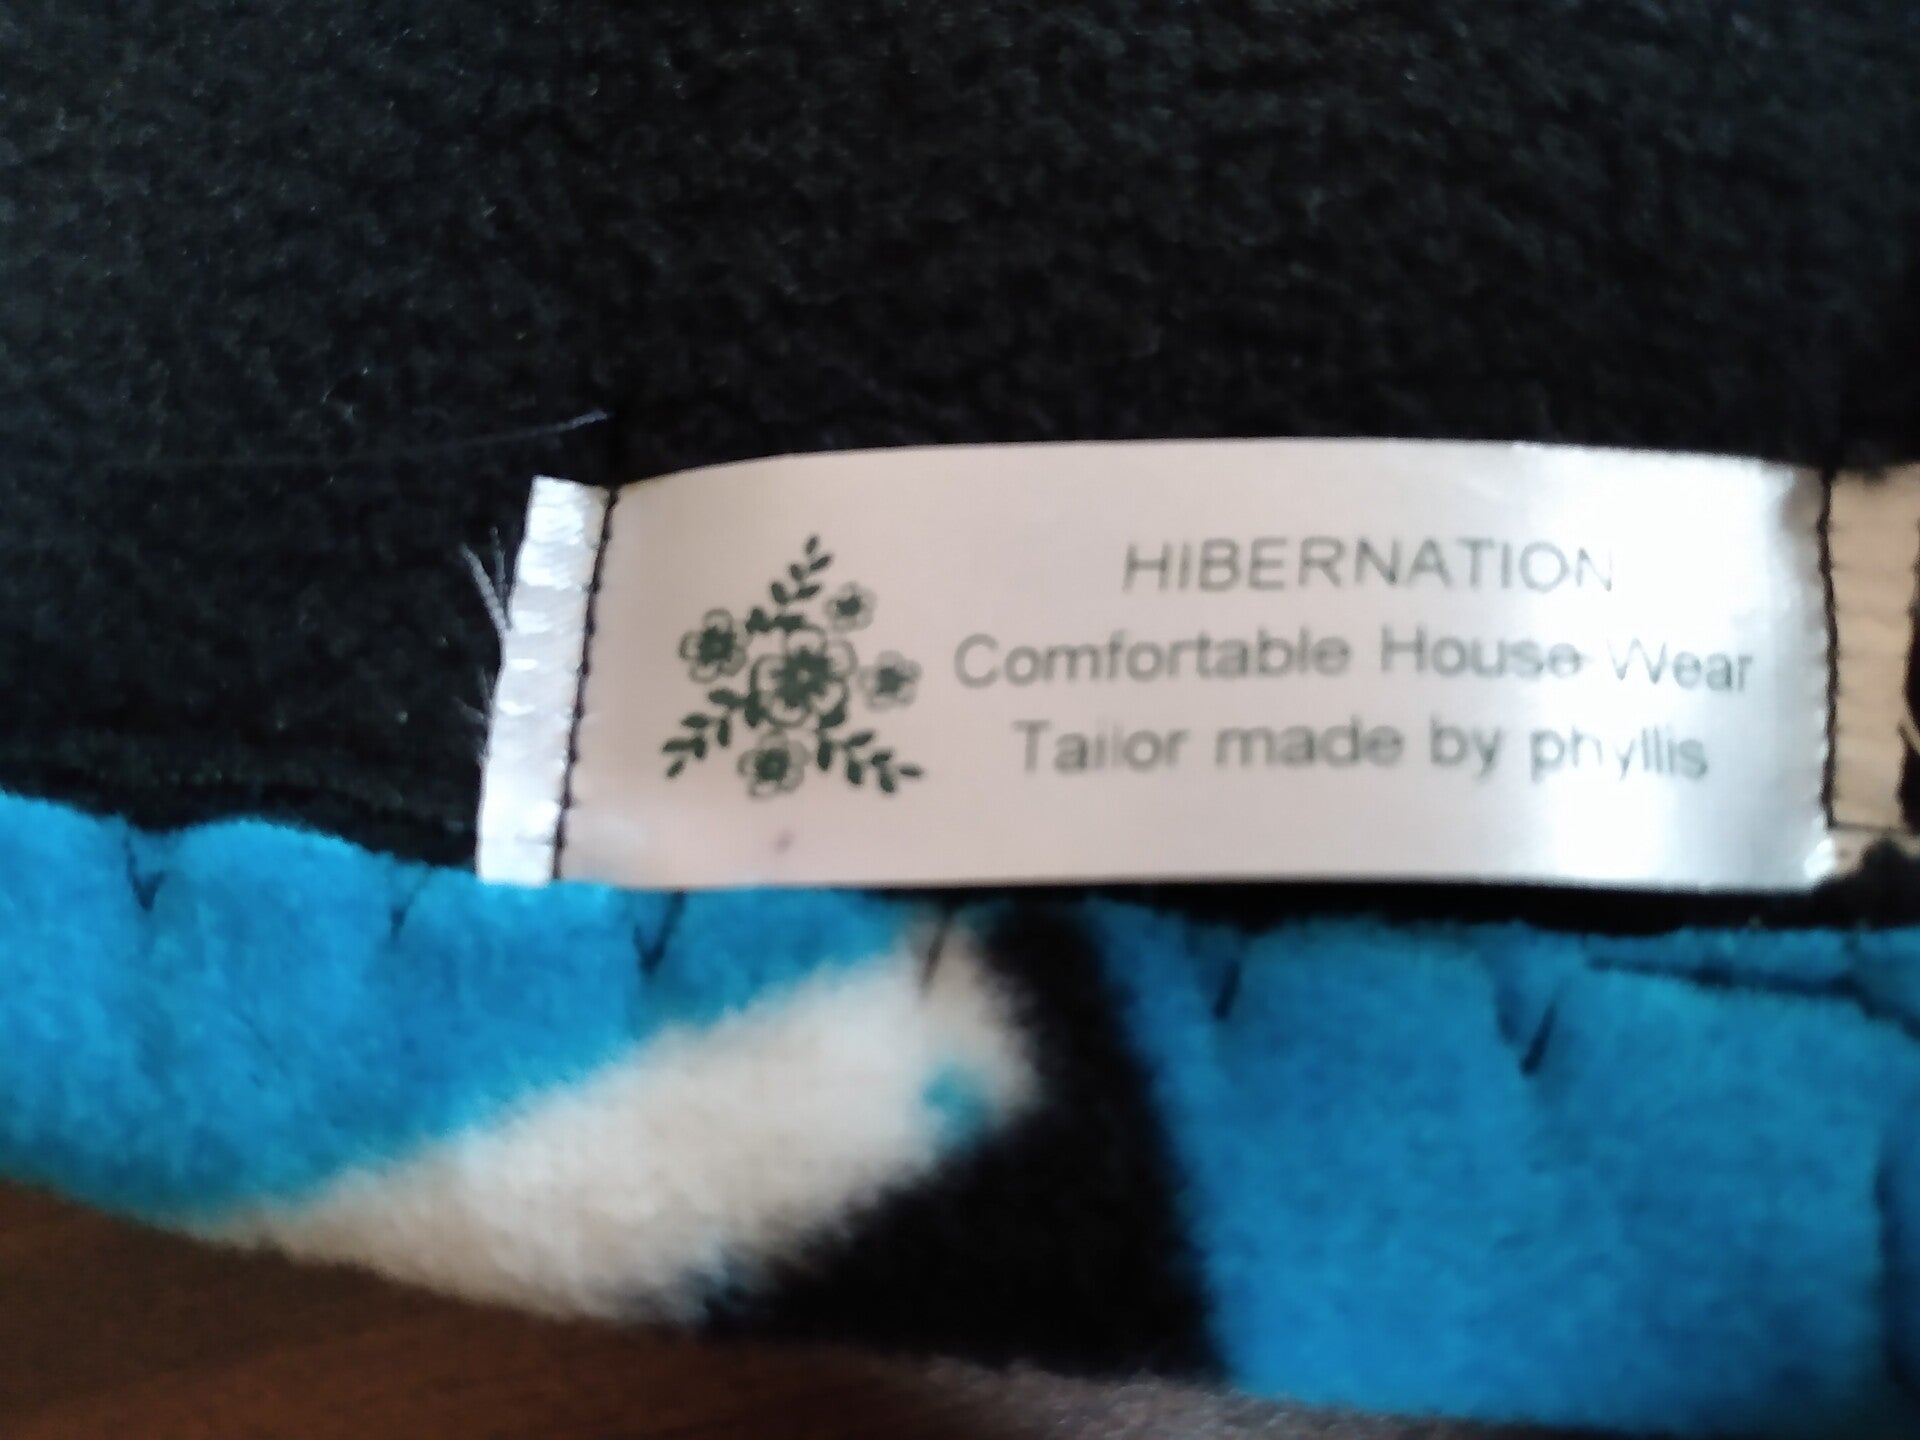 HIBERNATION
Comfortable House Wear
Tailor made by phyllis